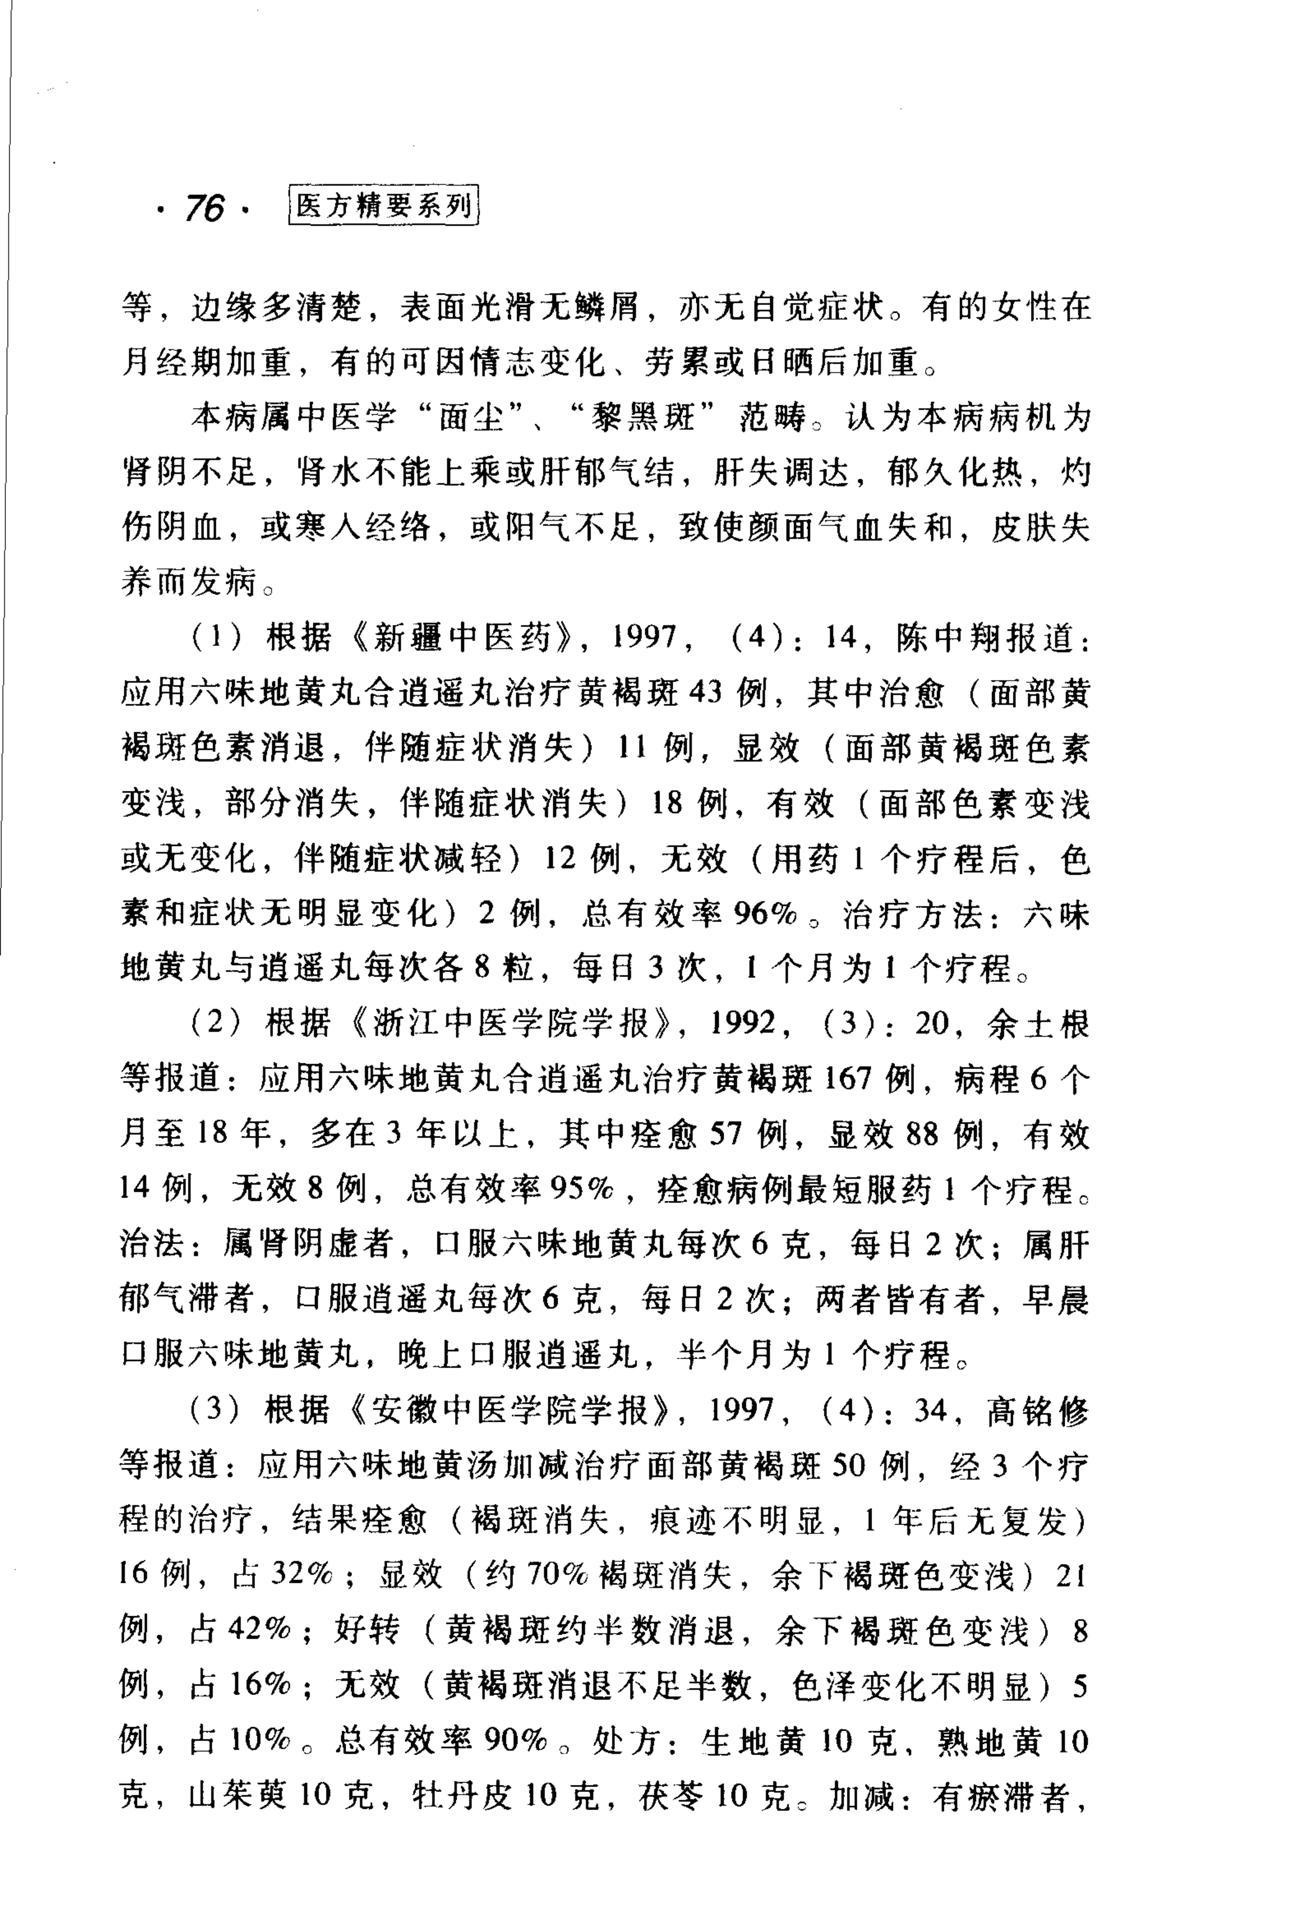 · 76 · 医方精要系列
等，边缘多清楚，表面光滑无鳞屑，亦无自觉症状。有的女性在
月经期加重，有的可因情志变化、劳累或日晒后加重。
本病属中医学“面尘”、“黎黑斑”范畴。认为本病病机为
肾阴不足，肾水不能上乘或肝郁气结，肝失调达，郁久化热，灼
伤阴血，或寒入经络，或阳气不足，致使颜面气血失和，皮肤失
养而发病。
（1）根据《新疆中医药》，1997，（4）：14，陈中翔报道：
应用六味地黄丸合逍遥丸治疗黄褐斑 43 例，其中治愈（面部黄
褐斑色素消退，伴随症状消失）11 例，显效（面部黄褐斑色素
变浅，部分消失，伴随症状消失）18 例，有效（面部色素变浅
或无变化，伴随症状减轻）12 例，无效（用药 1 个疗程后，色
素和症状无明显变化）2 例，总有效率 96%。治疗方法：六味
地黄丸与逍遥丸每次各 8 粒，每日 3 次，1 个月为 1 个疗程。
（2）根据《浙江中医学院学报》，1992，（3）：20，余土根
等报道：应用六味地黄丸合逍遥丸治疗黄褐斑 167 例，病程 6 个
月至 18 年，多在 3 年以上，其中痊愈 57 例，显效 88 例，有效
14 例，无效 8 例，总有效率 95%，痊愈病例最短服药 1 个疗程。
治法：属肾阴虚者，口服六味地黄丸每次 6 克，每日 2 次；属肝
郁气滞者，口服逍遥丸每次 6 克，每日 2 次；两者皆有者，早晨
口服六味地黄丸，晚上口服逍遥丸，半个月为 1 个疗程。
（3）根据《安徽中医学院学报》，1997，（4）：34，高铭修
等报道：应用六味地黄汤加减治疗面部黄褐斑 50 例，经 3 个疗
程的治疗，结果痊愈（褐斑消失，痕迹不明显，1 年后无复发）
16 例，占 32%；显效（约 70% 褐斑消失，余下褐斑色变浅）21
例，占 42%；好转（黄褐斑约半数消退，余下褐斑色变浅）8
例，占 16%；无效（黄褐斑消退不足半数，色泽变化不明显）5
例，占 10%。总有效率 90%。处方：生地黄 10 克，熟地黄 10
克，山茱萸 10 克，牡丹皮 10 克，茯苓 10 克。加减：有瘀滞者，